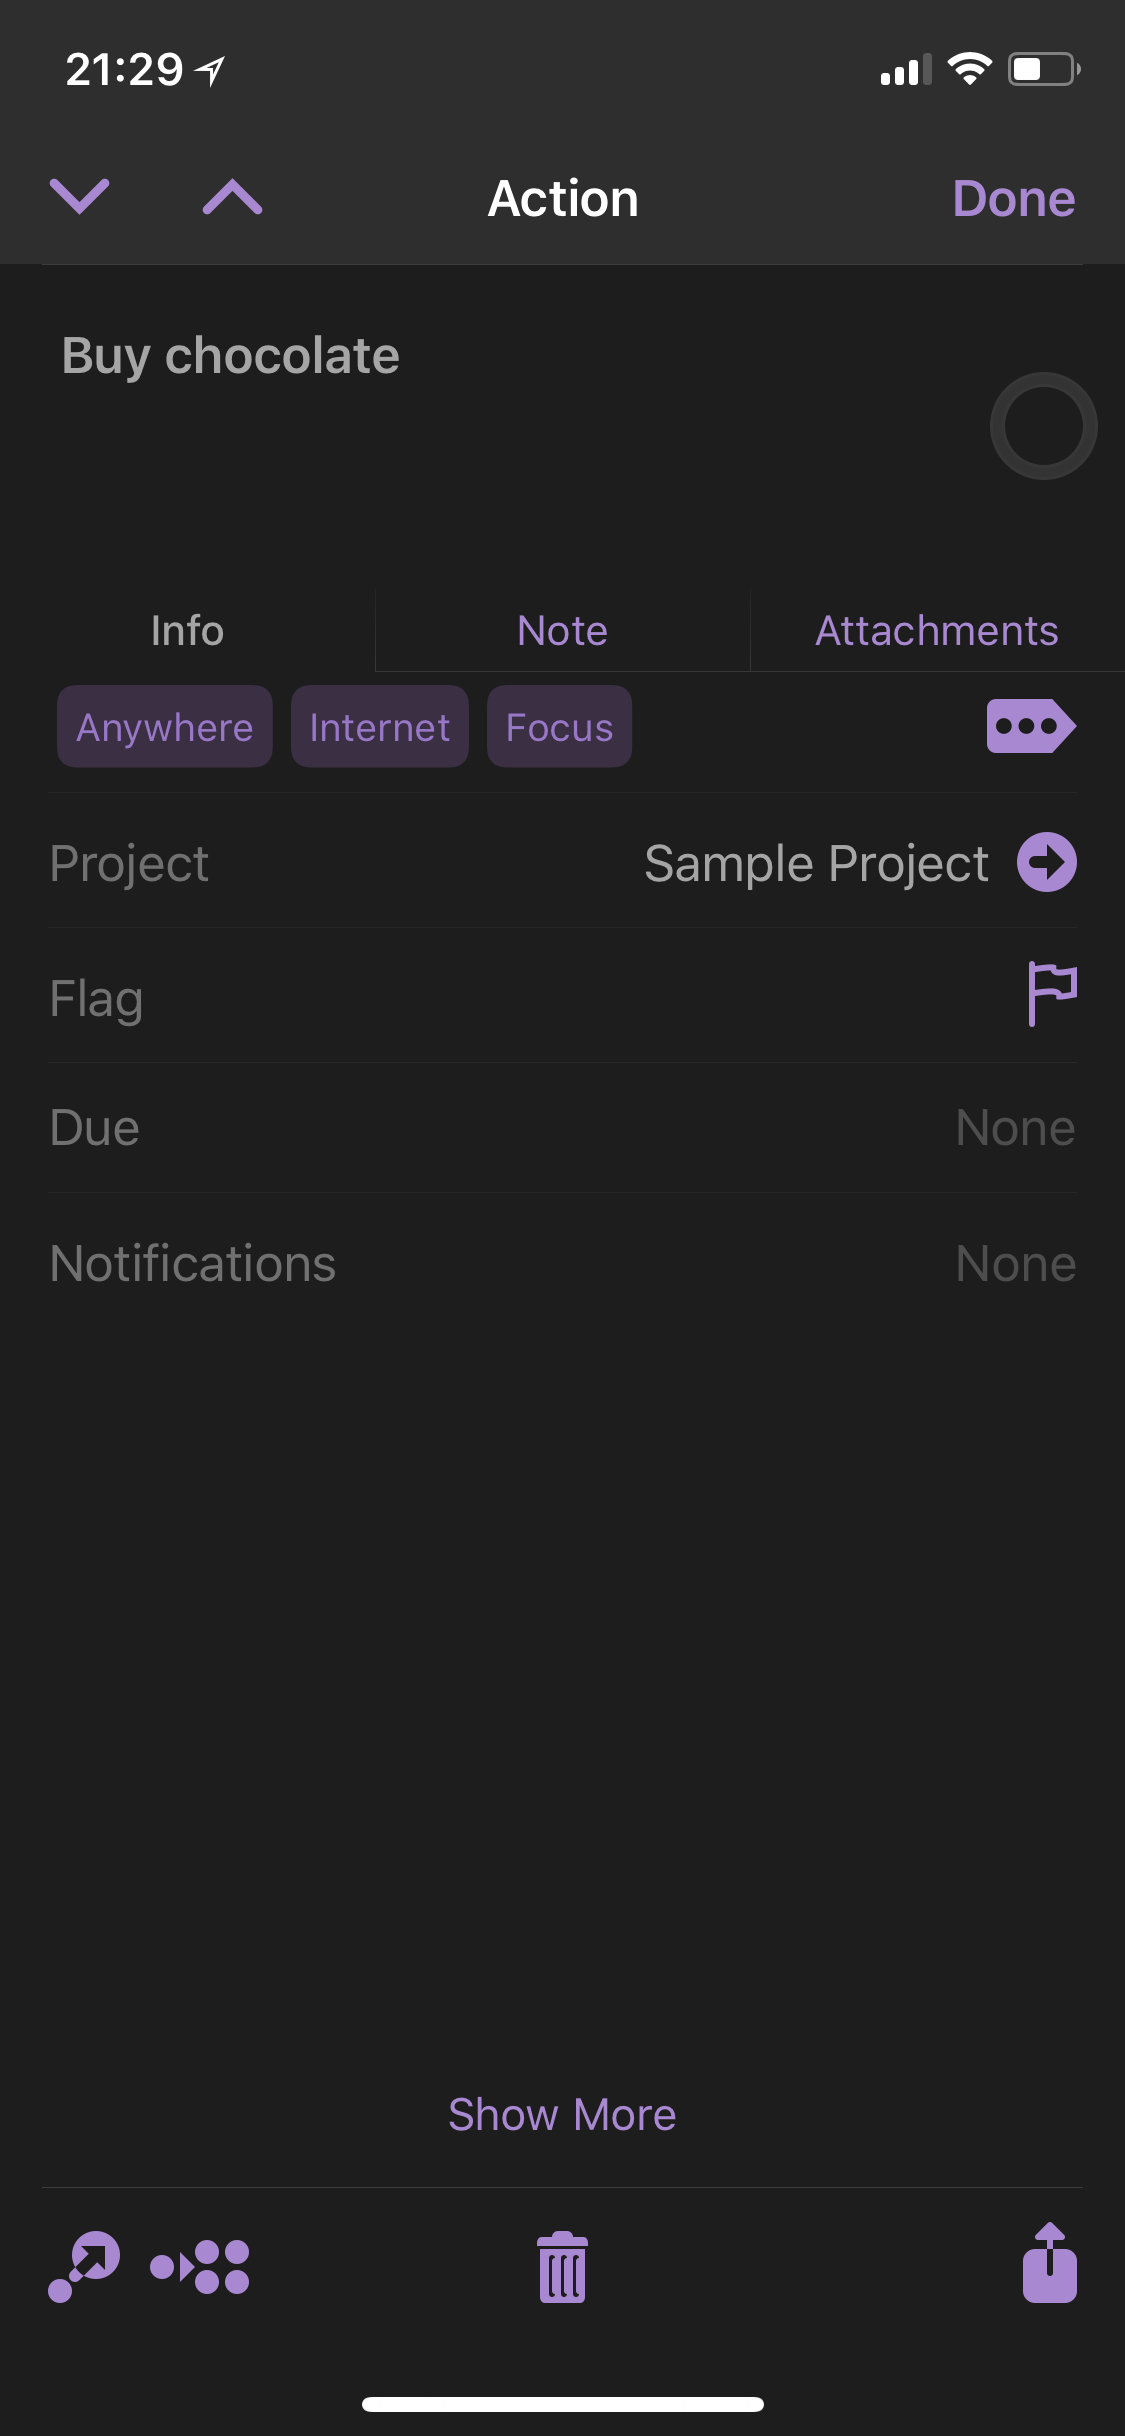 21:29
Action
Done
Buy chocolate
Info Note Attachments
Anywhere Internet Focus
Project Sample Project
Flag
Due None
Notifications None
Show More